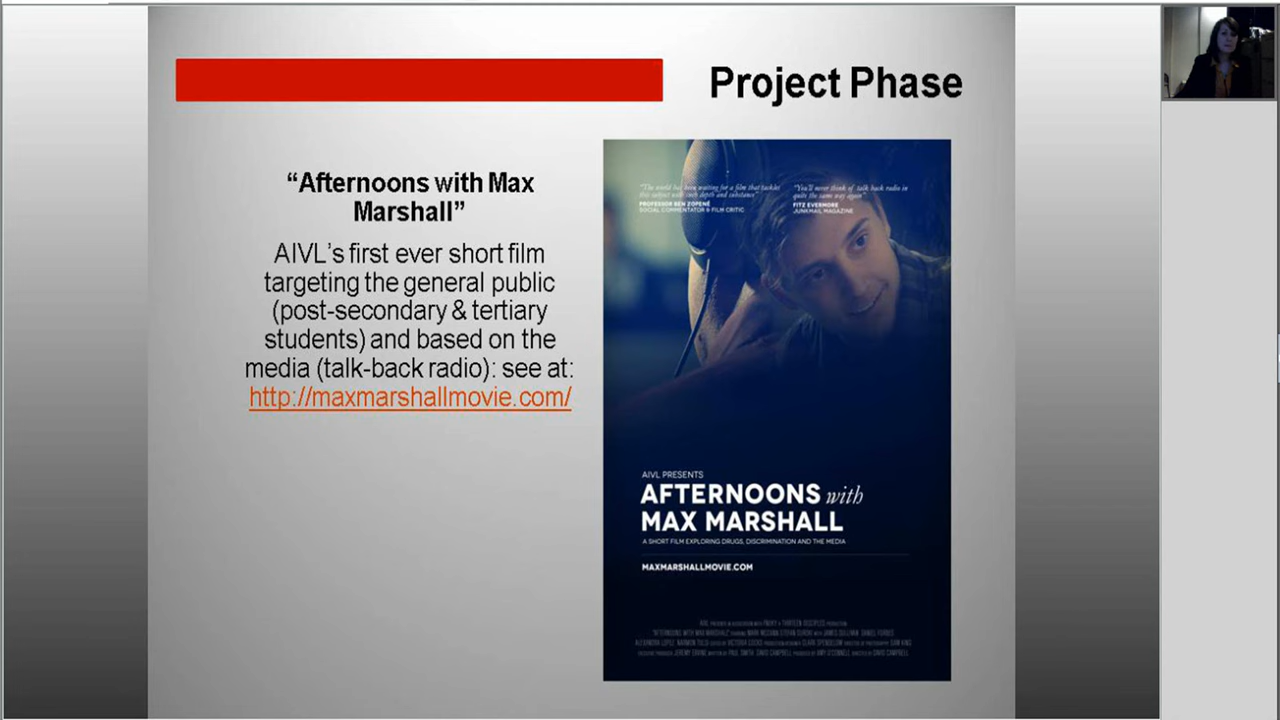 Project Phase
“Afternoons with Max
Marshall”
AIVL’s first ever short film
targeting the general public
(post-secondary & tertiary
students) and based on the
media (talk-back radio): see at:
http://maxmarshallmovie.com/
"The world has been waiting for a film that tackles
this subject with such depth and substance"
PROFESSOR BEN ZOPENE
SOCIAL COMMENTATOR & FILM CRITIC
"You'll never think of talk back radio in
quite the same way again"
FITZ EVERMORE
JUNKMAIL MAGAZINE
AIVL PRESENTS
AFTERNOONS with
MAX MARSHALL
A SHORT FILM EXPLORING DRUGS, DISCRIMINATION AND THE MEDIA
MAXMARSHALLMOVIE.COM